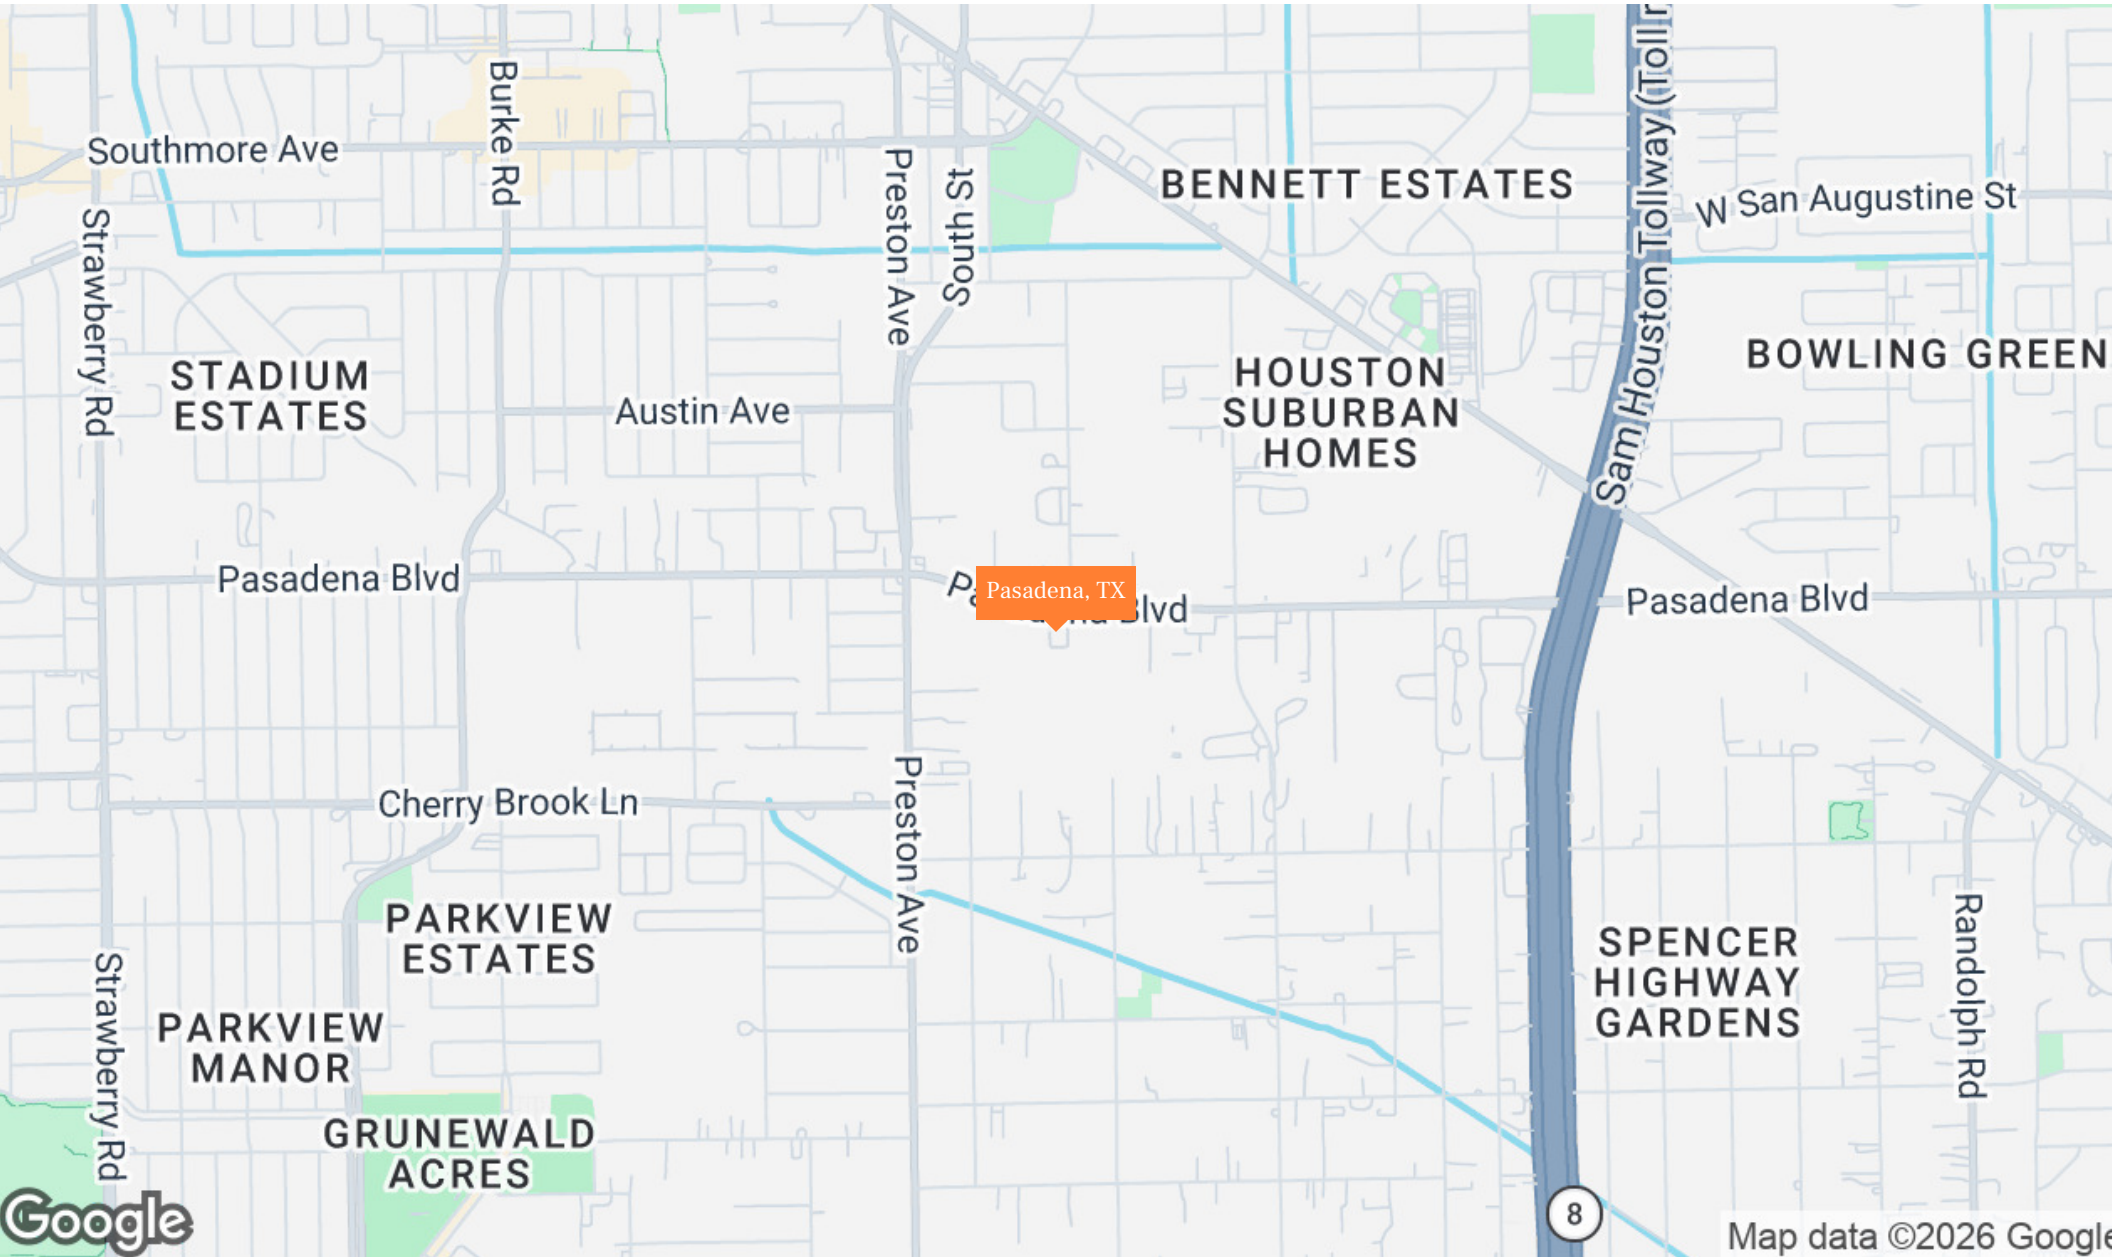 Sam Houston Tollway (Tollr
Burke Rd
Southmore Ave
BENNETT ESTATES
W San Augustine St
Preston Ave
South St
Strawberry Rd
STADIUM
ESTATES
Austin Ave
HOUSTON
SUBURBAN
HOMES
BOWLING GREEN
Pasadena Blvd
Pasadena, TX
Blvd
Pasadena Blvd
Cherry Brook Ln
Preston Ave
PARKVIEW
ESTATES
SPENCER
HIGHWAY
GARDENS
Randolph Rd
Strawberry Rd
PARKVIEW
MANOR
GRUNEWALD
ACRES
Google
8
Map data ©2026 Google